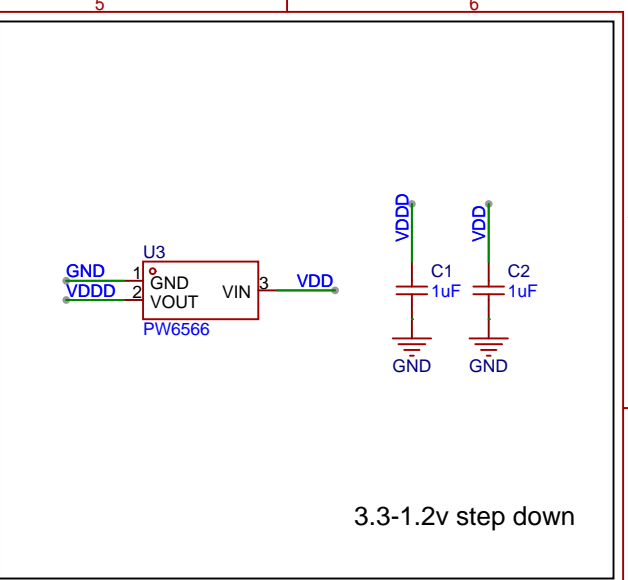 5 6
U3
GND 1 GND
VDDD 2 VOUT
VIN 3 VDD
PW6566
VDDD
C1
1uF
GND
VDD
C2
1uF
GND
3.3-1.2v step down